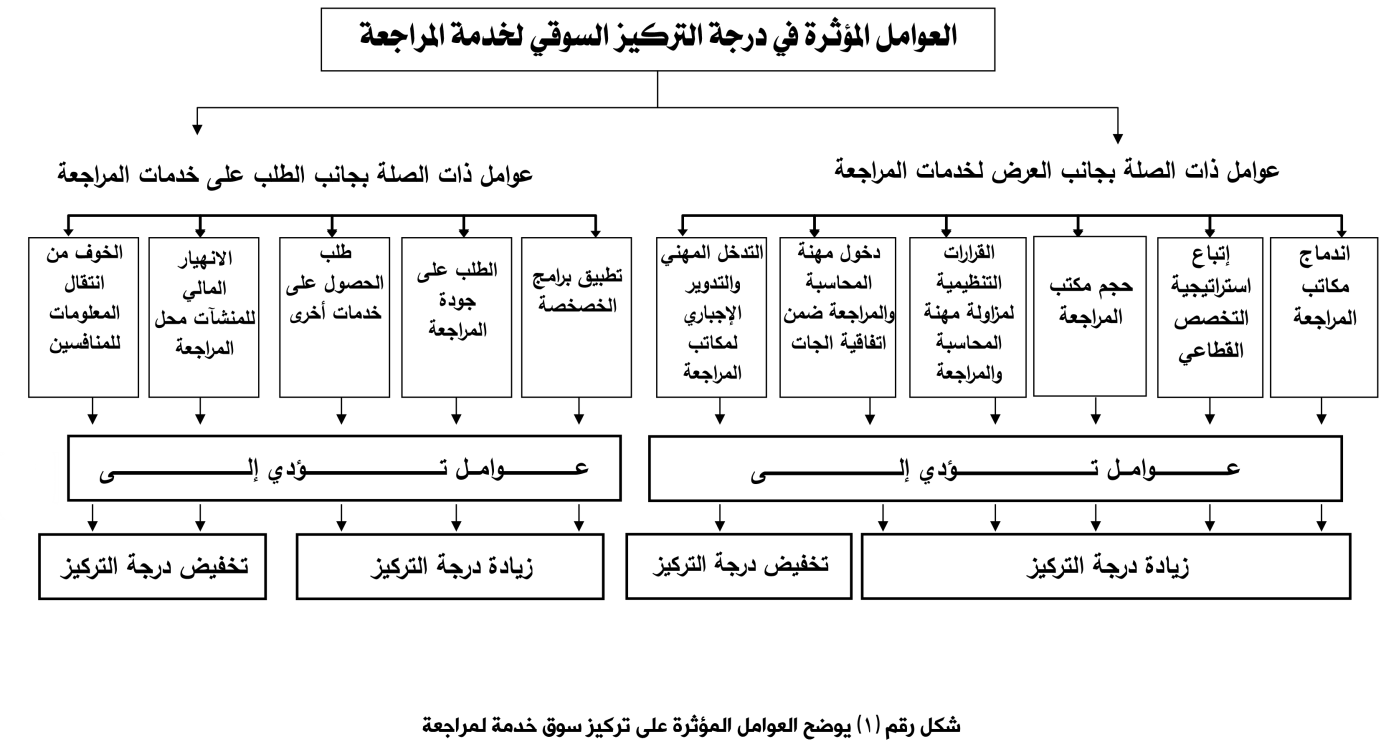 العوامل المؤثرة في درجة التركيز السوقي لخدمة المراجعة
عوامل ذات الصلة بجانب العرض لخدمات المراجعة
عوامل ذات الصلة بجانب الطلب على خدمات المراجعة
اندماج
مكاتب
المراجعة
إتباع
استراتيجية
التخصص
القطاعي
حجم مكتب
المراجعة
القرارات
التنظيمية
لمزاولة مهنة
المحاسبة
والمراجعة
دخول مهنة
المحاسبة
والمراجعة ضمن
اتفاقية الجات
التدخل المهني
والتدوير
الإجباري
لمكاتب
المراجعة
تطبيق برامج
الخصخصة
الطلب على
جودة
المراجعة
طلب
الحصول على
خدمات أخرى
الانهيار
المالي
للمنشآت محل
المراجعة
الخوف من
انتقال
المعلومات
للمنافسين
عـــــوامـل تـــــــؤدي إلـــــــى
عـــــوامـل تـــــــؤدي إلـــــــى
زيادة درجة التركيز
تخفيض درجة التركيز
زيادة درجة التركيز
تخفيض درجة التركيز
شكل رقم (١) يوضح العوامل المؤثرة على تركيز سوق خدمة لمراجعة